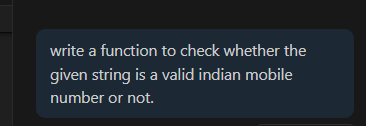 write a function to check whether the
given string is a valid indian mobile
number or not.